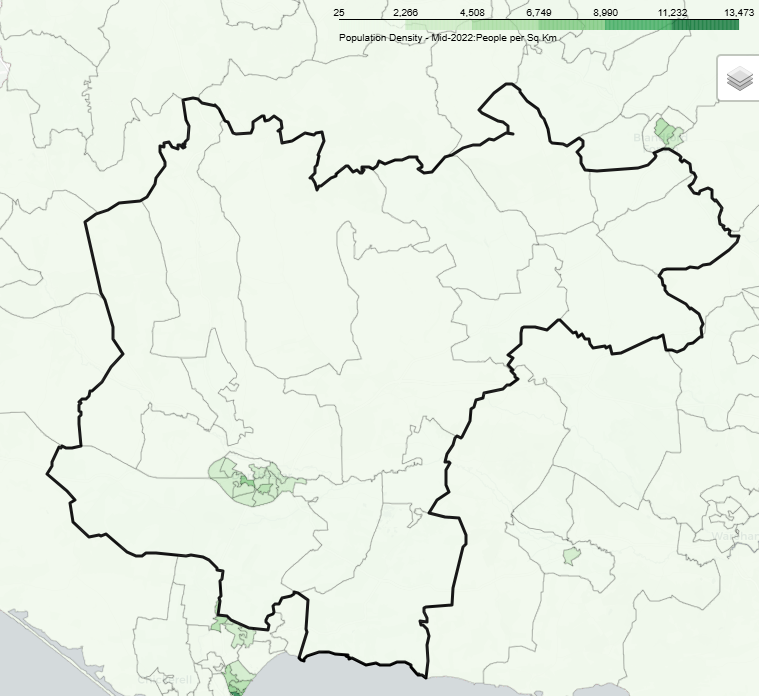 25 2,266 4,508 6,749 8,990 11,232 13,473
Population Density - Mid-2022:People per Sq Km